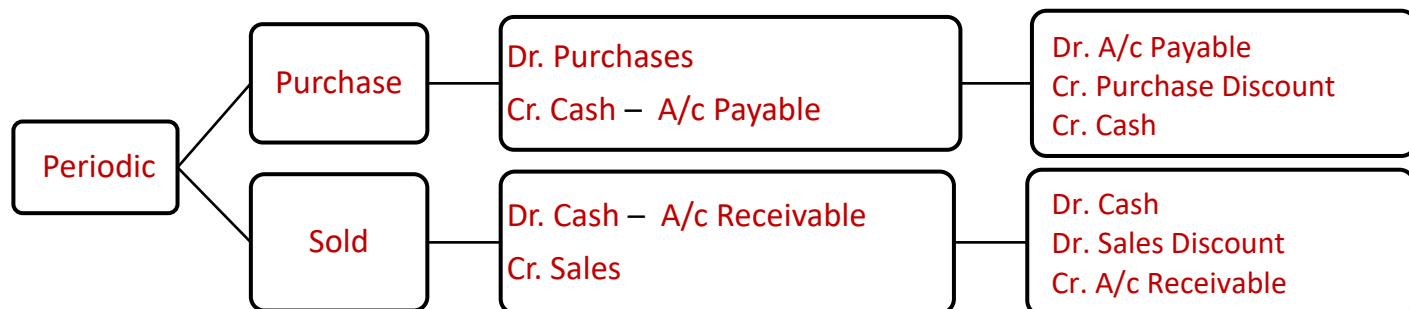 Periodic
Purchase
Dr. Purchases
Cr. Cash – A/c Payable
Dr. A/c Payable
Cr. Purchase Discount
Cr. Cash
Sold
Dr. Cash – A/c Receivable
Cr. Sales
Dr. Cash
Dr. Sales Discount
Cr. A/c Receivable